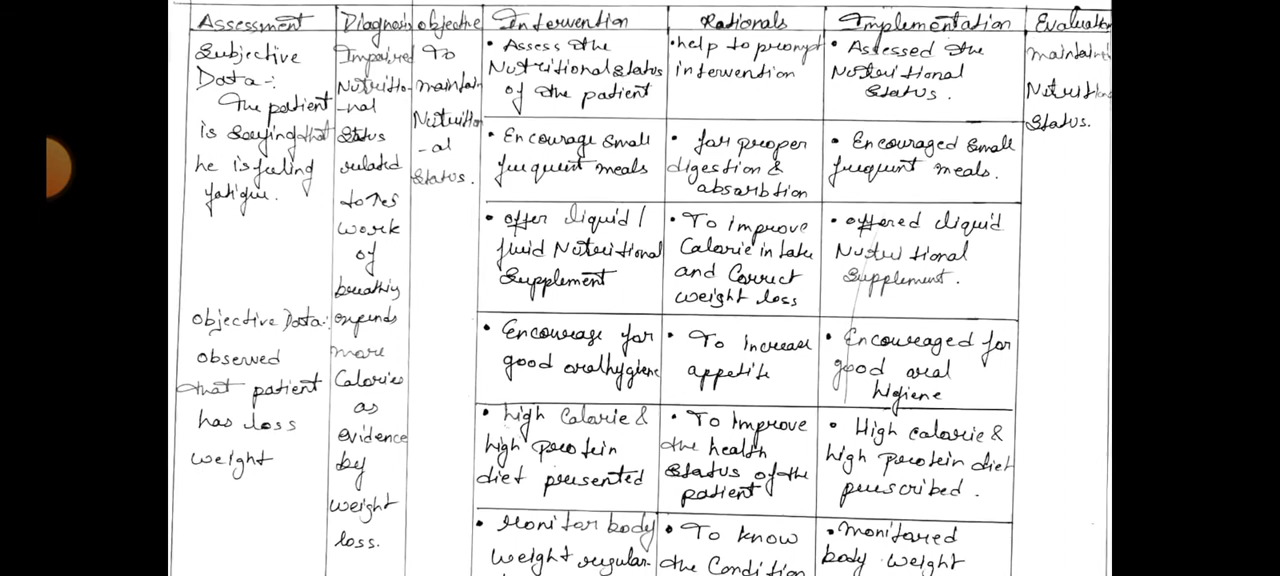 Assessment
Subjective
Data-:
The patient
is saying that
he is feeling
fatigue.
Objective Data:
observed
that patient
has loss
weight
Diagnosis
Impaired
Nutritio-
-nal
Status
related
to
work
of
breathing
expends
more
Calories
as
evidence
by
weight
loss.
objective
To
maintai-
Nutrition
-al
Status.
Intervention
• Assess the
Nutritional Status
of the patient
• Encourage small
frequent meals
• offer liquid /
fluid Nutritional
Supplement
• Encourage for
good oralhygiene
• high Calorie &
high protein
diet presented
• Monitor body
weight regular-
Rationals
• help to prompt
intervention
• for proper
digestion &
absorbtion
• To improve
Calorie intake
and Correct
weight loss
• To increase
appetite
• To Improve
the health
Status of the
patient
• To know
the Condition
Implementation
• Assessed the
Nutritional
Status.
• Encouraged small
frequent meals.
• offered liquid
Nutritional
Supplement.
• Encouraged for
good oral
higiene
• High calorie &
high protein diet
prescribed.
• Monitored
body weight
Evaluation
maintain
Nutrition
Status.